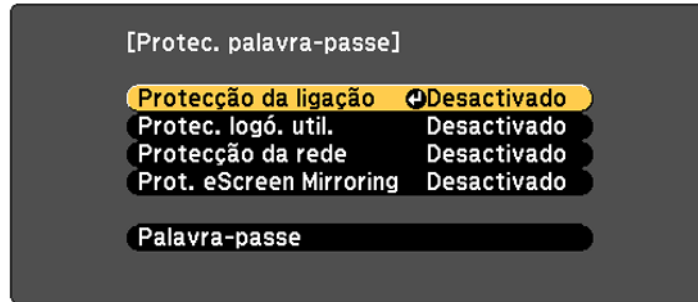 [Protec. palavra-passe]
Protecção da ligação Desactivado
Protec. logó. util. Desactivado
Protecção da rede Desactivado
Prot. eScreen Mirroring Desactivado
Palavra-passe